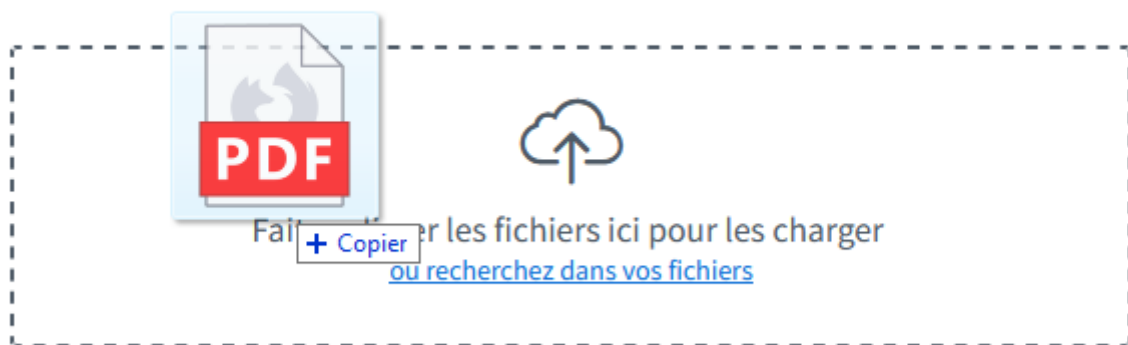 PDF
les fichiers ici pour les charger
+ Copier
ou recherchez dans vos fichiers